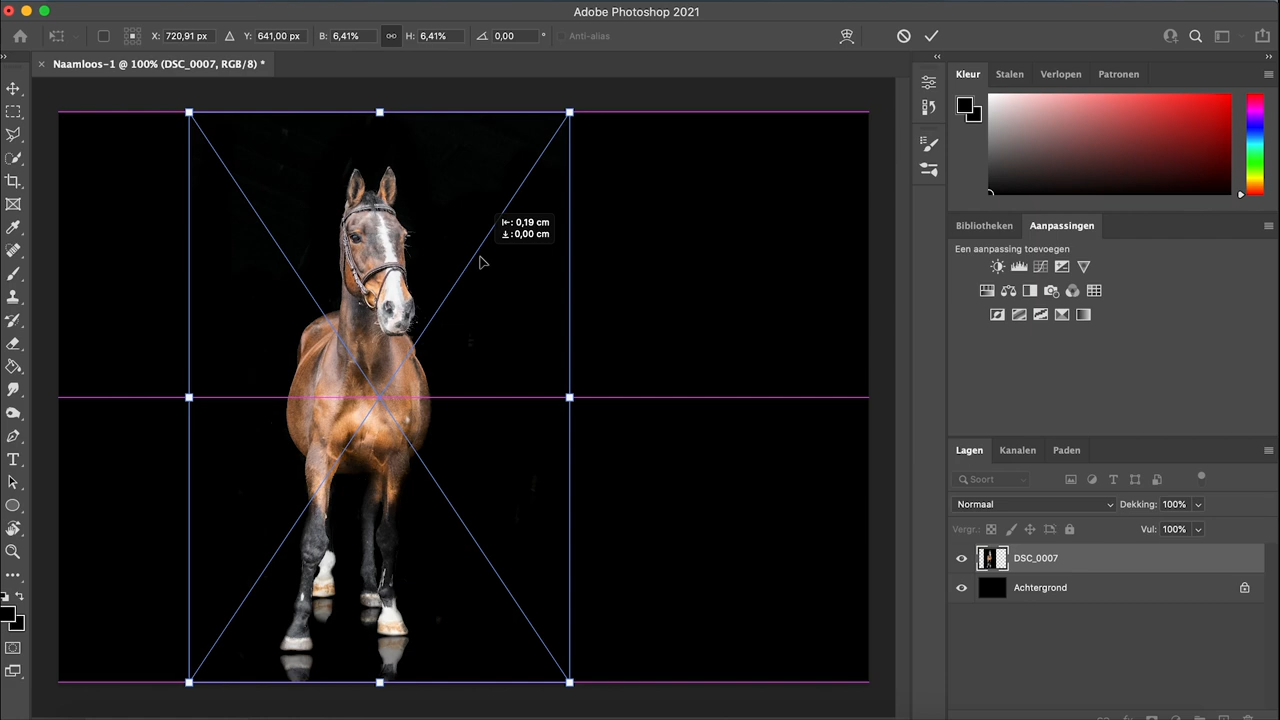 Adobe Photoshop 2021
X: 720,91 px Y: 641,00 px B: 6,41% H: 6,41% 0,00 ° Anti-alias
Naamloos-1 @ 100% (DSC_0007, RGB/8) *
Kleur Stalen Verlopen Patronen
0,19 cm
0,00 cm
Bibliotheken Aanpassingen
Een aanpassing toevoegen
Lagen Kanalen Paden
Soort
Normaal Dekking: 100%
Vergr.: Vul: 100%
DSC_0007
Achtergrond